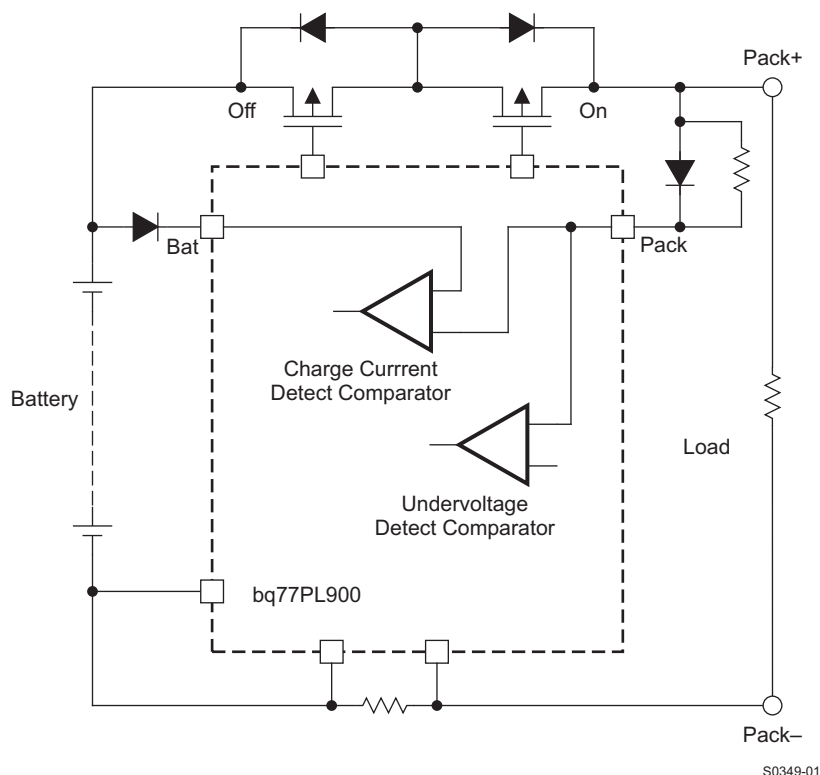 Pack+
Off
On
Bat
Pack
Charge Currrent
Detect Comparator
Battery
Load
Undervoltage
Detect Comparator
bq77PL900
Pack–
S0349-01